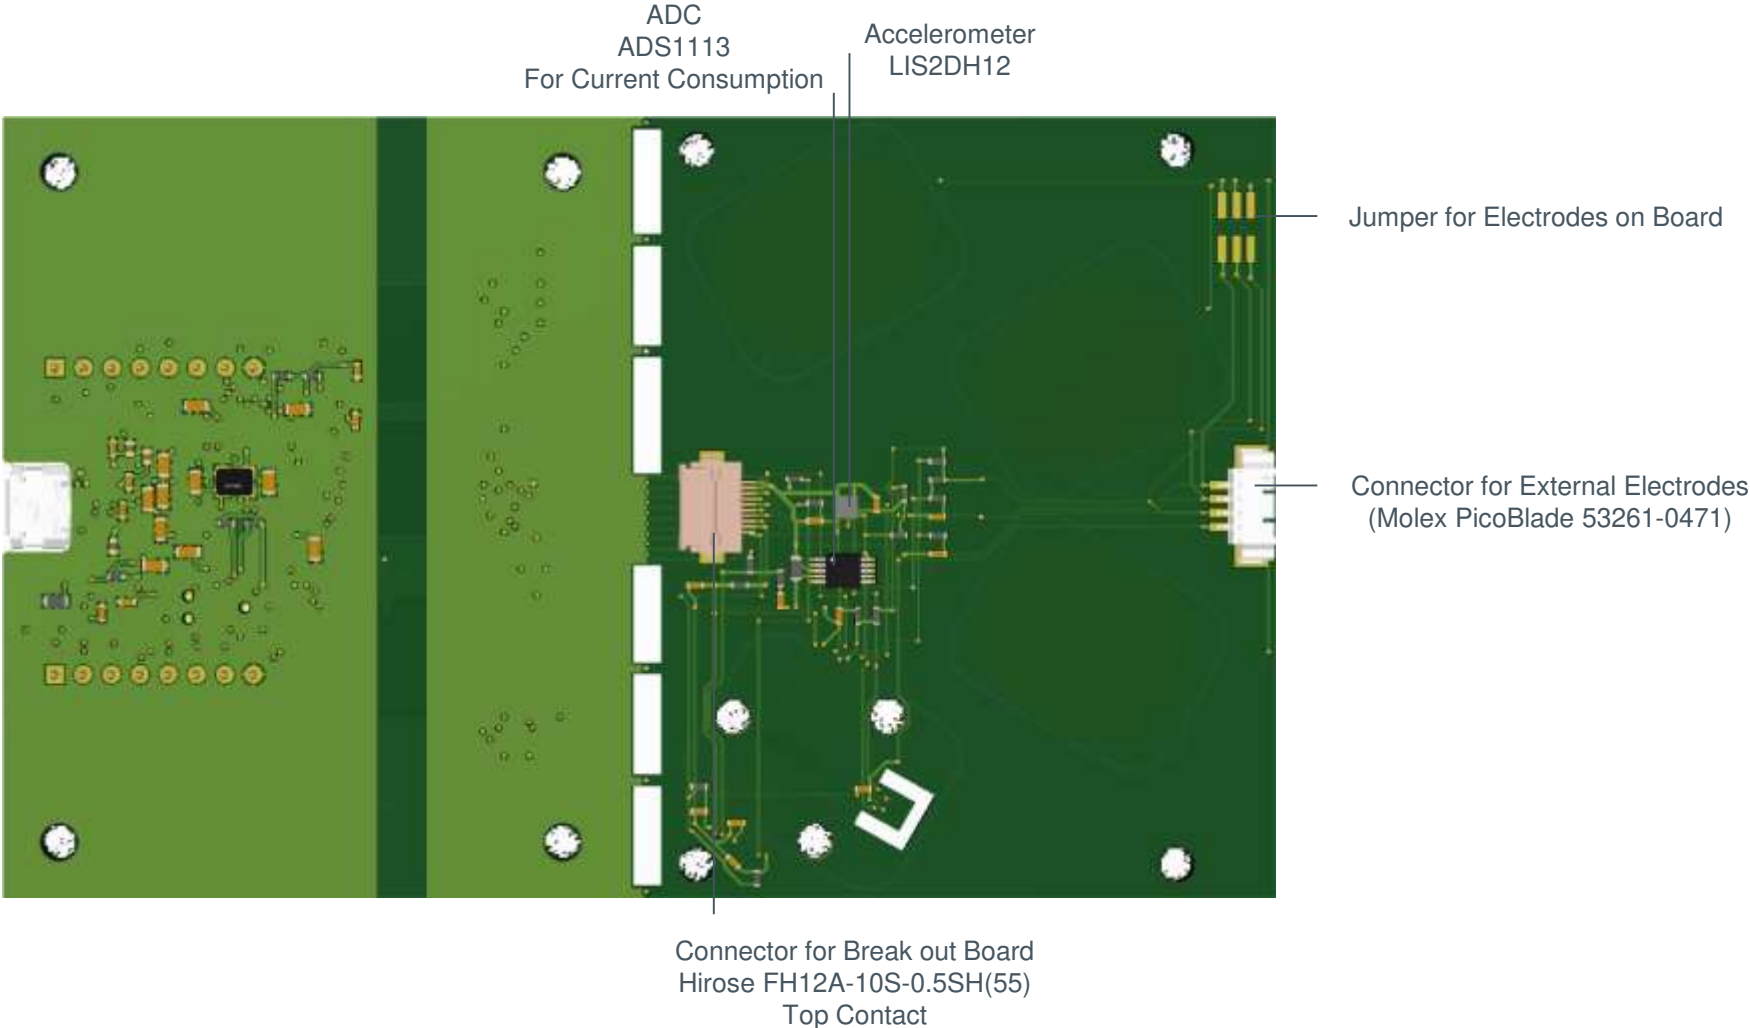 ADC
ADS1113
For Current Consumption
Accelerometer
LIS2DH12
Jumper for Electrodes on Board
Connector for External Electrodes
(Molex PicoBlade 53261-0471)
Connector for Break out Board
Hirose FH12A-10S-0.5SH(55)
Top Contact